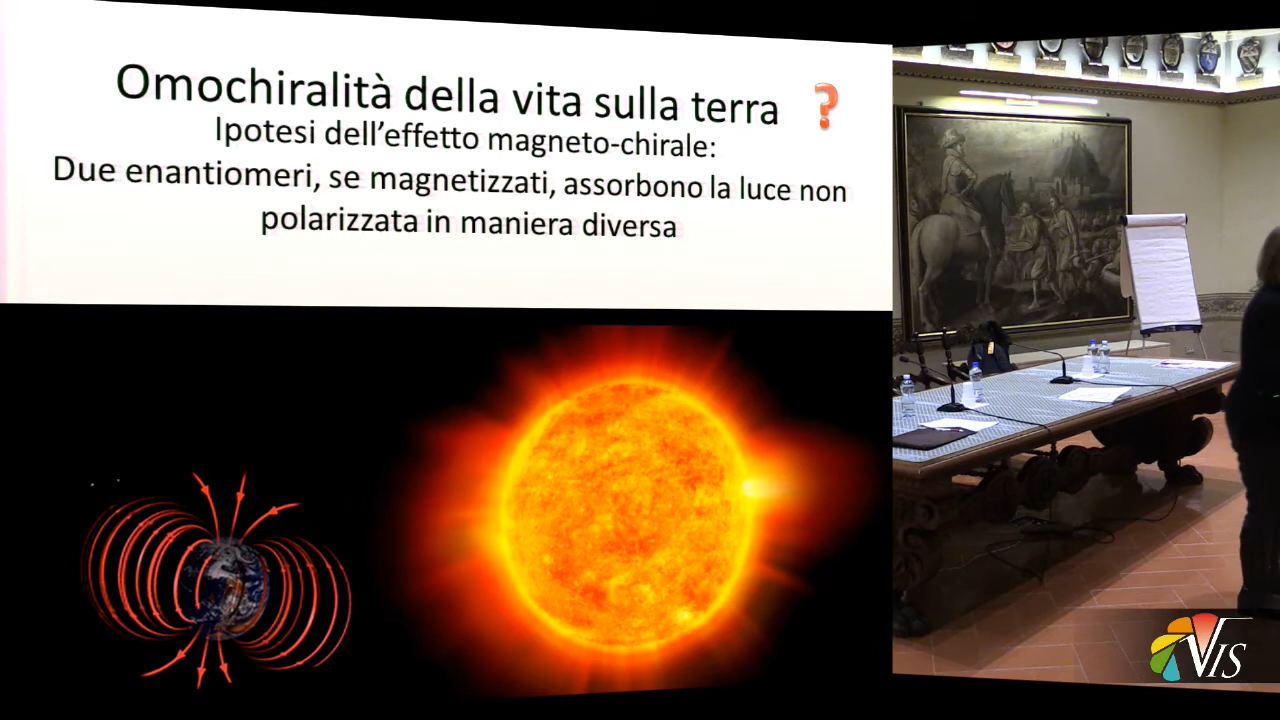 Omochiralità della vita sulla terra ?
Ipotesi dell'effetto magneto-chirale:
Due enantiomeri, se magnetizzati, assorbono la luce non
polarizzata in maniera diversa
VIS